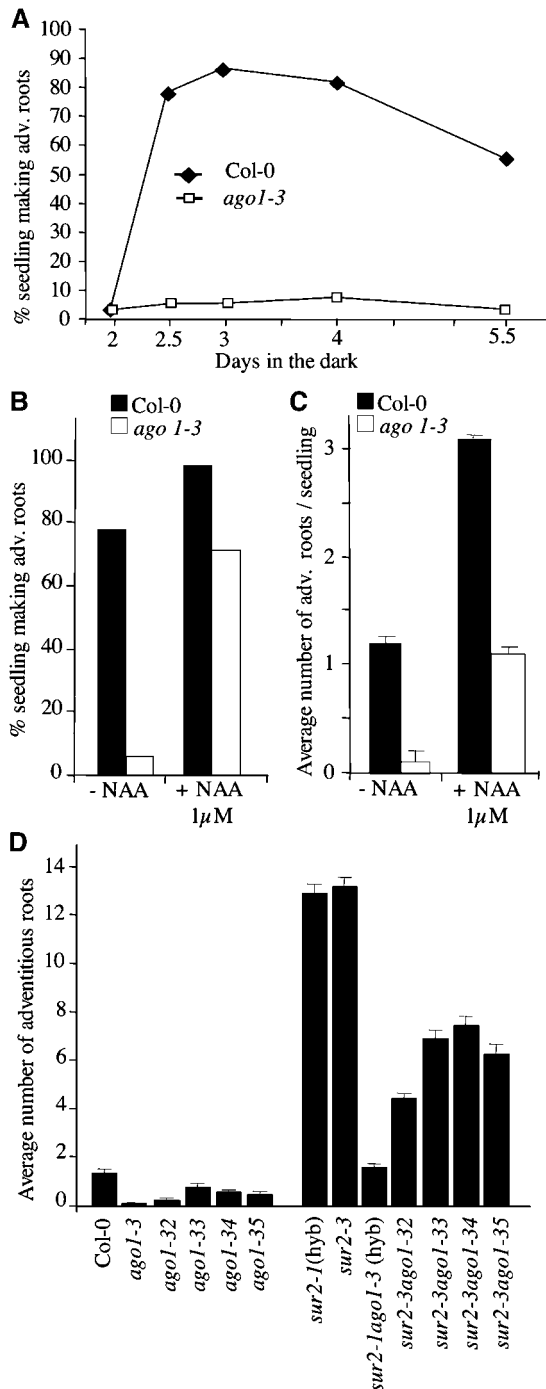 A
% seedling making adv. roots
100
90
80
70
60
50
40
30
20
10
0
Col-0
ago1-3
2
2.5
3
4
5.5
Days in the dark
B
Col-0
ago 1-3
% seedling making adv. roots
100
80
60
40
20
0
- NAA
+ NAA
1µM
C
Col-0
ago 1-3
Average number of adv. roots / seedling
3
2
1
0
- NAA
+ NAA
1µM
D
Average number of adventitious roots
14
12
10
8
6
4
2
0
Col-0
ago1-3
ago1-32
ago1-33
ago1-34
ago1-35
sur2-1(hyb)
sur2-3
sur2-1ago1-3 (hyb)
sur2-3ago1-32
sur2-3ago1-33
sur2-3ago1-34
sur2-3ago1-35